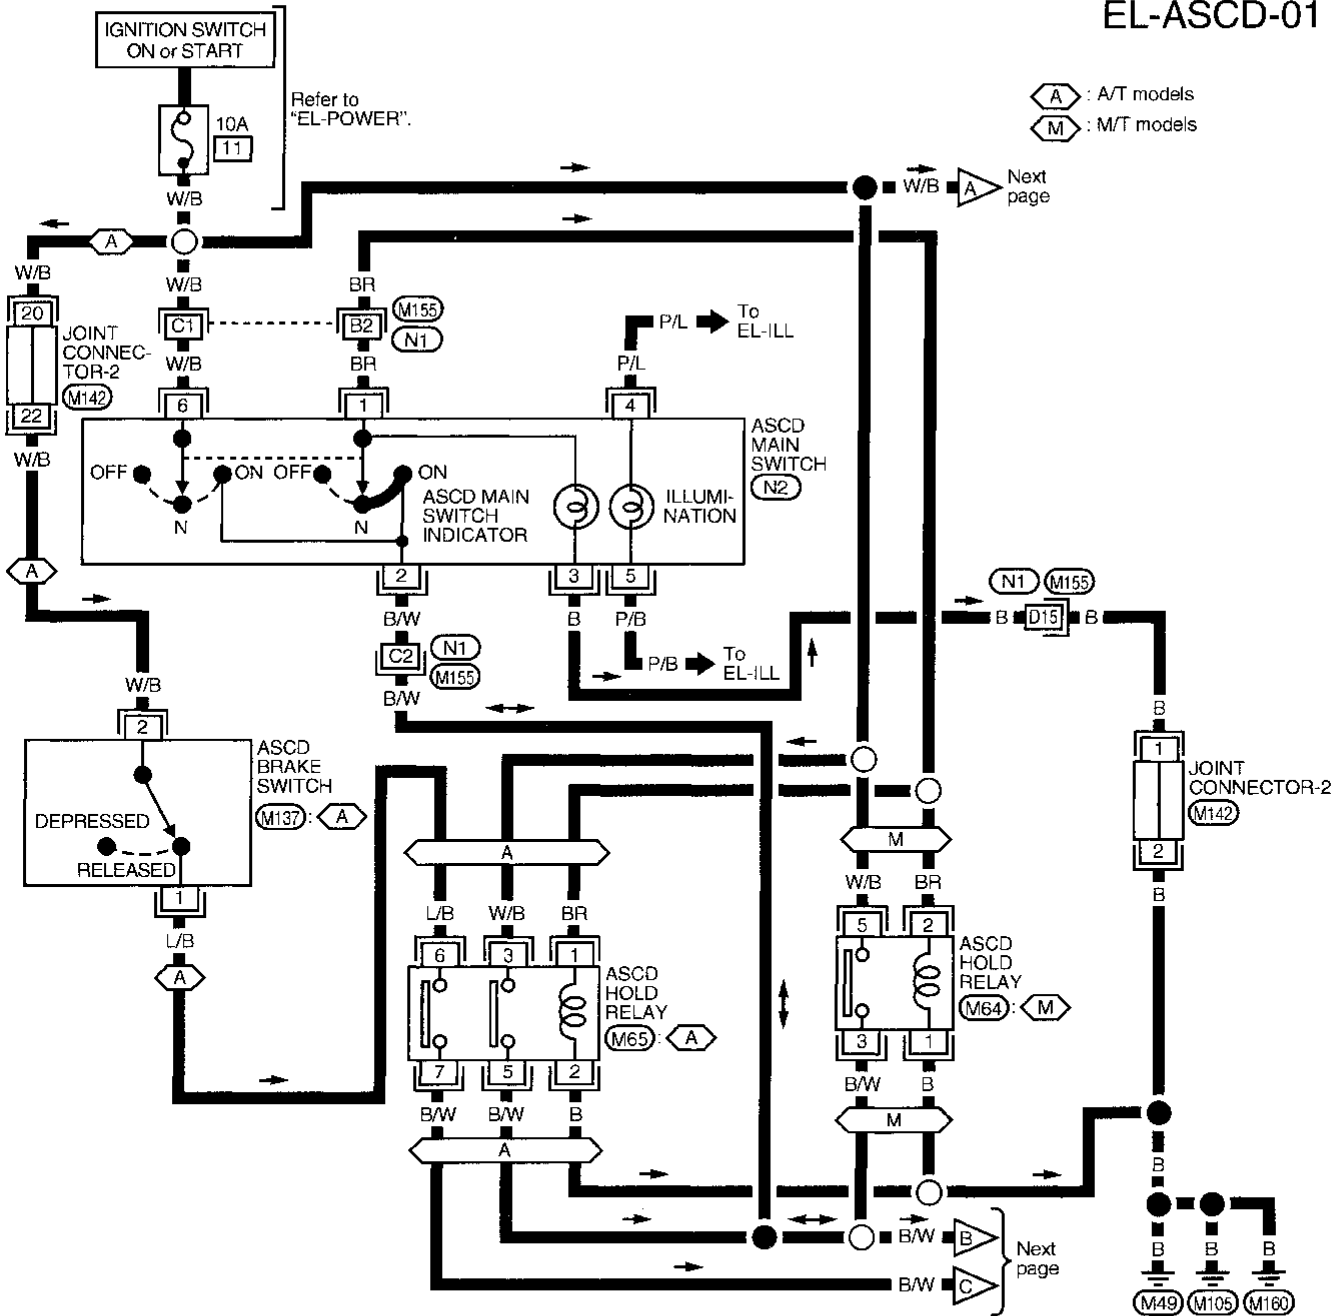 EL-ASCD-01
IGNITION SWITCH
ON or START
Refer to
"EL-POWER".
10A
11
A : A/T models
M : M/T models
W/B
W/B
A
Next
page
A
W/B
W/B
BR
20
C1
B2
M155
N1
JOINT
CONNEC-
TOR-2
M142
22
W/B
W/B
BR
P/L
To
EL-ILL
P/L
6
1
4
ASCD
MAIN
SWITCH
N2
OFF
ON
OFF
ON
N
N
ASCD MAIN
SWITCH
INDICATOR
ILLUMI-
NATION
A
2
3
5
B/W
B
P/B
C2
N1
M155
B/W
P/B
To
EL-ILL
N1
M155
B
D15
B
W/B
2
ASCD
BRAKE
SWITCH
M137 : A
DEPRESSED
RELEASED
1
L/B
A
B
1
JOINT
CONNECTOR-2
M142
2
B
A
M
L/B
W/B
BR
W/B
BR
6
3
1
ASCD
HOLD
RELAY
M65 : A
7
5
2
5
2
ASCD
HOLD
RELAY
M64 : M
3
1
B/W
B/W
B
B/W
B
A
M
B
B/W
B
B/W
C
Next
page
B
B
B
M49
M105
M160